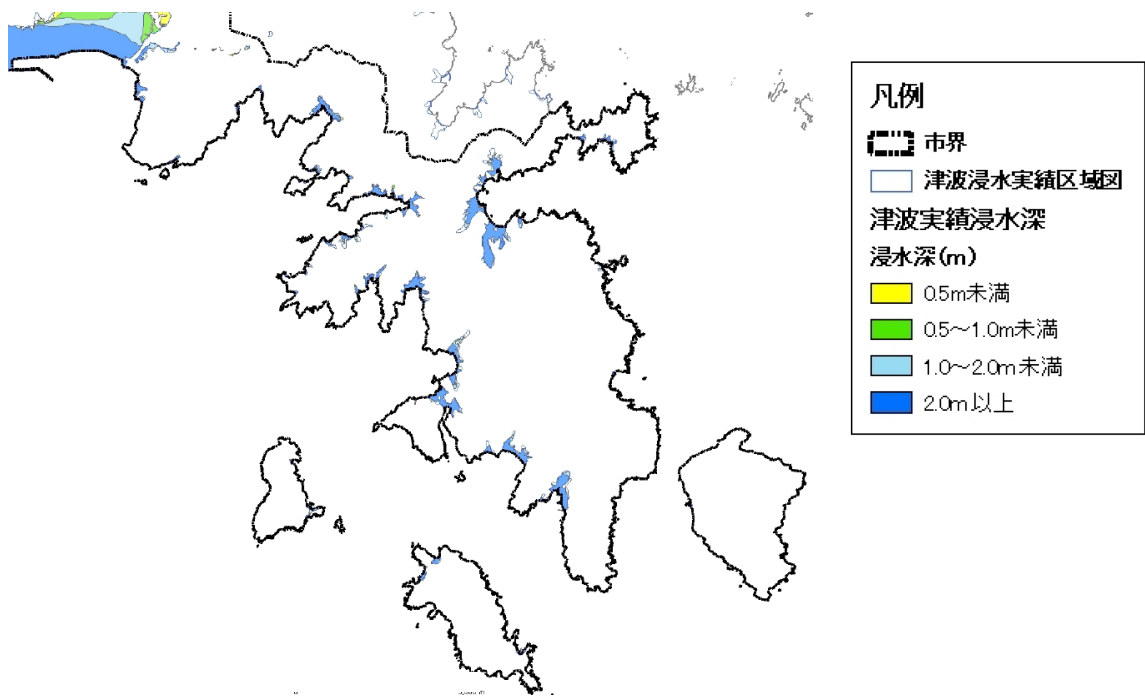 凡例
市界
津波浸水実績区域図
津波実績浸水深
浸水深(m)
0.5m未満
0.5～1.0m未満
1.0～2.0m未満
2.0m以上